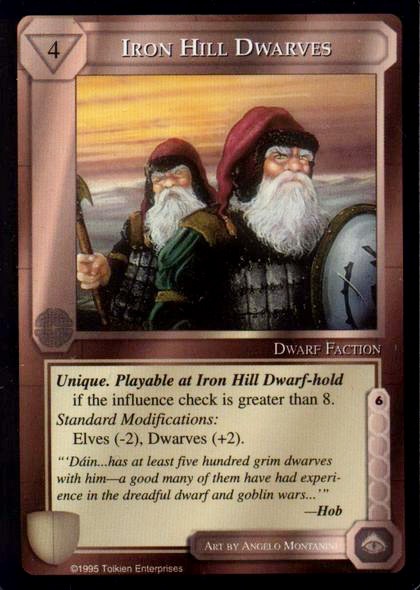 4
IRON HILL DWARVES
DWARF FACTION
Unique. Playable at Iron Hill Dwarf-hold
if the influence check is greater than 8.
Standard Modifications:
Elves (-2), Dwarves (+2).
6
“‘Dáin...has at least five hundred grim dwarves
with him—a good many of them have had experi-
ence in the dreadful dwarf and goblin wars...’”
—Hob
ART BY ANGELO MONTANINI
©1995 Tolkien Enterprises